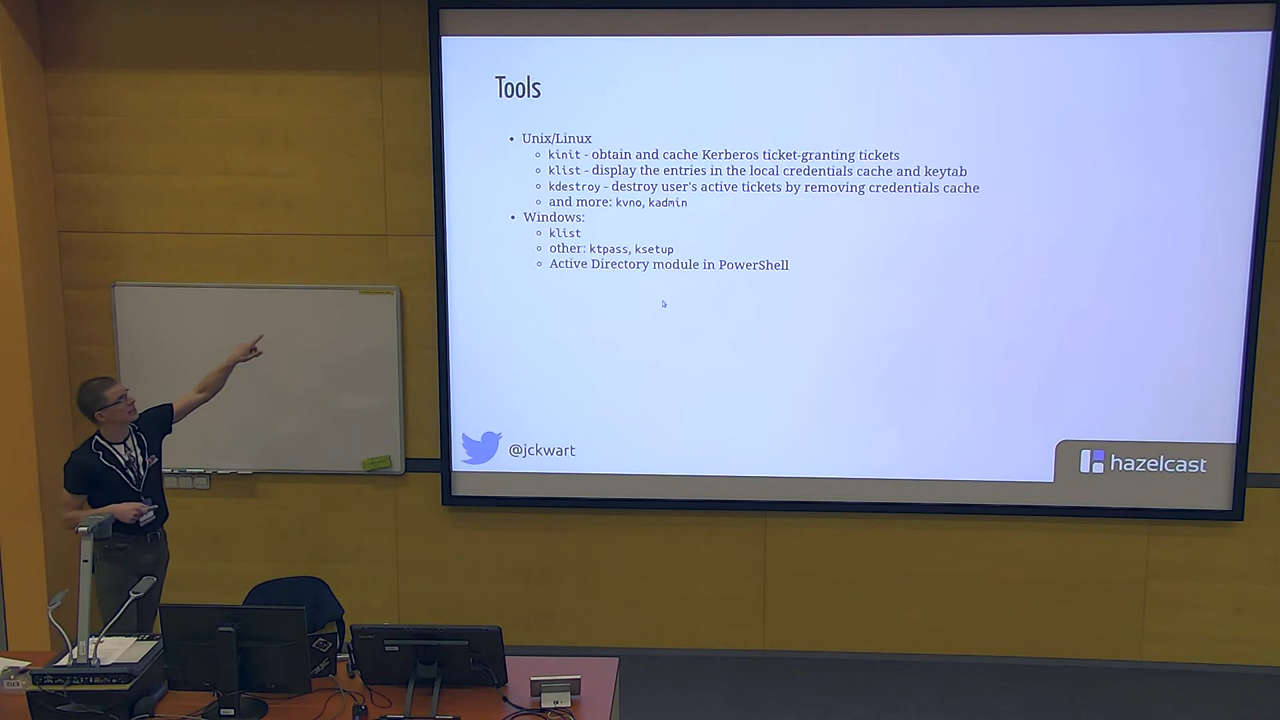 Tools
• Unix/Linux
◦ kinit - obtain and cache Kerberos ticket-granting tickets
◦ klist - display the entries in the local credentials cache and keytab
◦ kdestroy - destroy user's active tickets by removing credentials cache
◦ and more: kvno, kadmin
• Windows:
◦ klist
◦ other: ktpass, ksetup
◦ Active Directory module in PowerShell
@jckwart
hazelcast